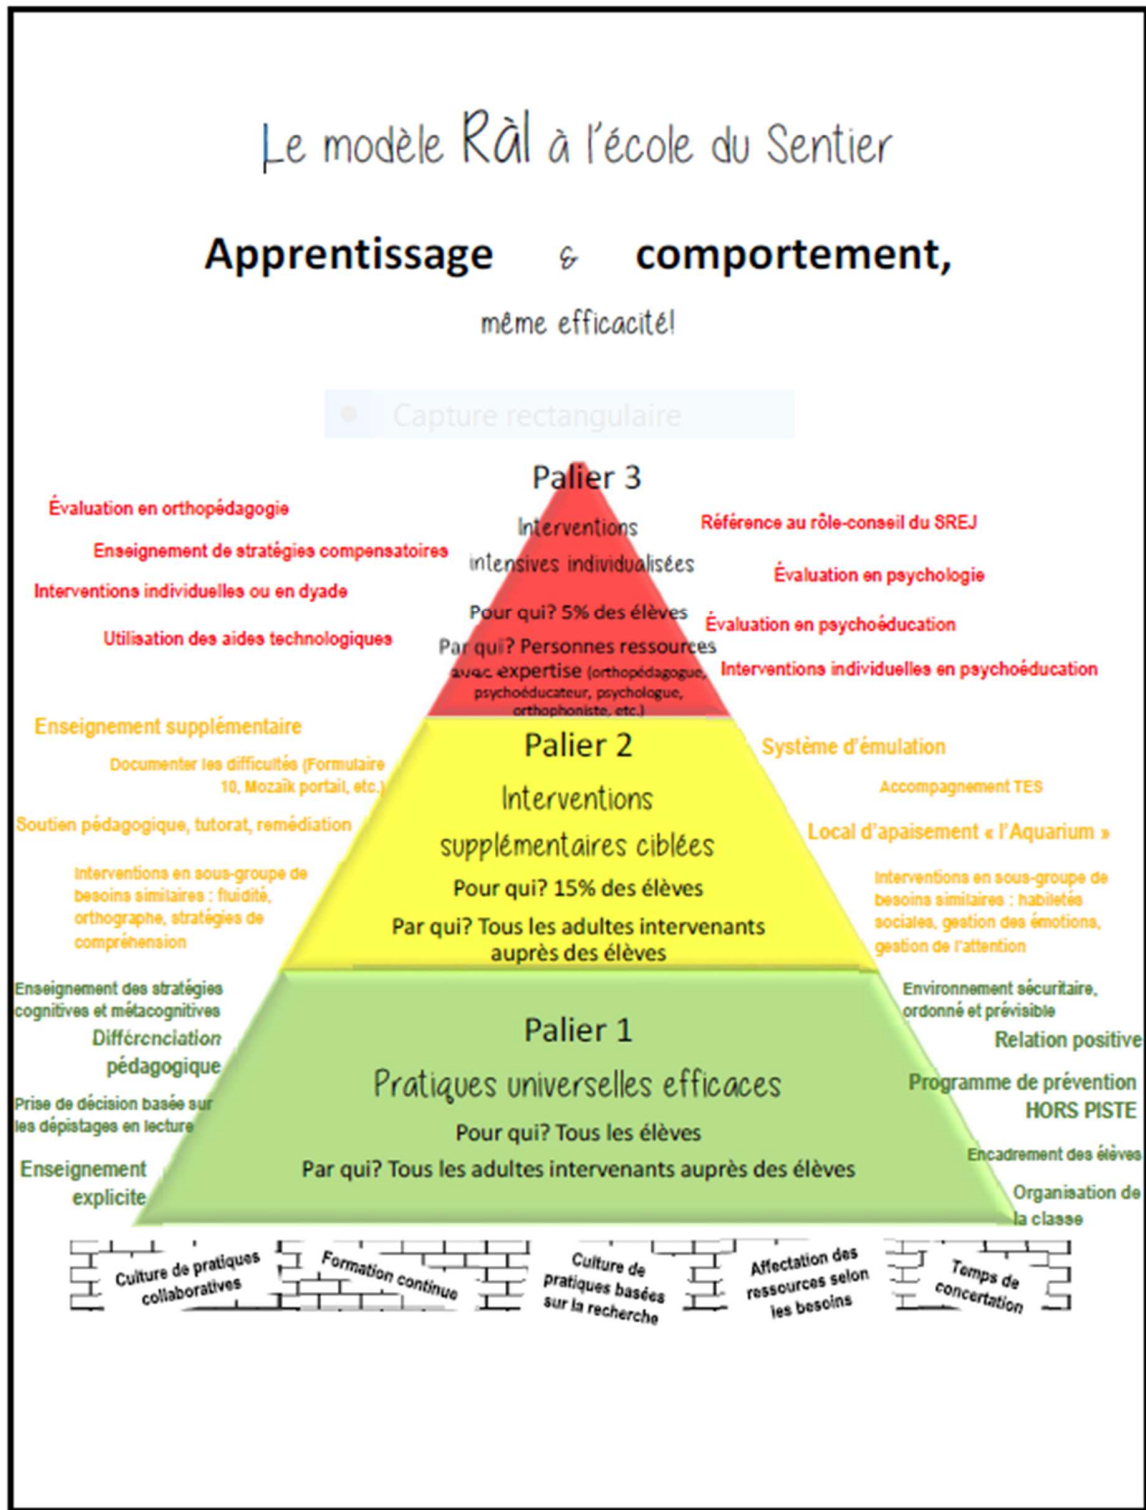 Le modèle RàI à l'école du Sentier
Apprentissage & comportement,
même efficacité!
Capture rectangulaire
Palier 3
Interventions
intensives individualisées
Pour qui? 5% des élèves
Par qui? Personnes ressources
avec expertise (orthopédagogue,
psychoéducateur, psychologue,
orthophoniste, etc.)
Évaluation en orthopédagogie
Enseignement de stratégies compensatoires
Interventions individuelles ou en dyade
Utilisation des aides technologiques
Référence au rôle-conseil du SREJ
Évaluation en psychologie
Évaluation en psychoéducation
Interventions individuelles en psychoéducation
Palier 2
Interventions
supplémentaires ciblées
Pour qui? 15% des élèves
Par qui? Tous les adultes intervenants
auprès des élèves
Enseignement supplémentaire
Documenter les difficultés (Formulaire
10, Mozaïk portail, etc.)
Soutien pédagogique, tutorat, remédiation
Interventions en sous-groupe de
besoins similaires : fluidité,
orthographe, stratégies de
compréhension
Système d'émulation
Accompagnement TES
Local d'apaisement « l'Aquarium »
Interventions en sous-groupe de
besoins similaires : habiletés
sociales, gestion des émotions,
gestion de l'attention
Palier 1
Pratiques universelles efficaces
Pour qui? Tous les élèves
Par qui? Tous les adultes intervenants auprès des élèves
Enseignement des stratégies
cognitives et métacognitives
Différenciation
pédagogique
Prise de décision basée sur
les dépistages en lecture
Enseignement
explicite
Environnement sécuritaire,
ordonné et prévisible
Relation positive
Programme de prévention
HORS PISTE
Encadrement des élèves
Organisation de
la classe
Culture de pratiques
collaboratives
Formation continue
Culture de
pratiques basées
sur la recherche
Affectation des
ressources selon
les besoins
Temps de
concertation